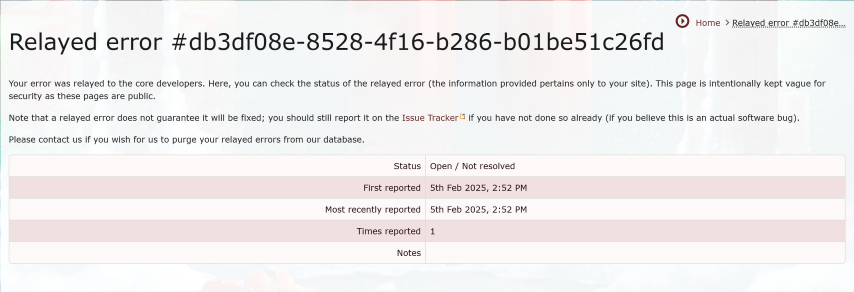 Home > Relayed error #db3df08e…
Relayed error #db3df08e-8528-4f16-b286-b01be51c26fd
Your error was relayed to the core developers. Here, you can check the status of the relayed error (the information provided pertains only to your site). This page is intentionally kept vague for
security as these pages are public.
Note that a relayed error does not guarantee it will be fixed; you should still report it on the Issue Tracker if you have not done so already (if you believe this is an actual software bug).
Please contact us if you wish for us to purge your relayed errors from our database.
Status Open / Not resolved
First reported 5th Feb 2025, 2:52 PM
Most recently reported 5th Feb 2025, 2:52 PM
Times reported 1
Notes